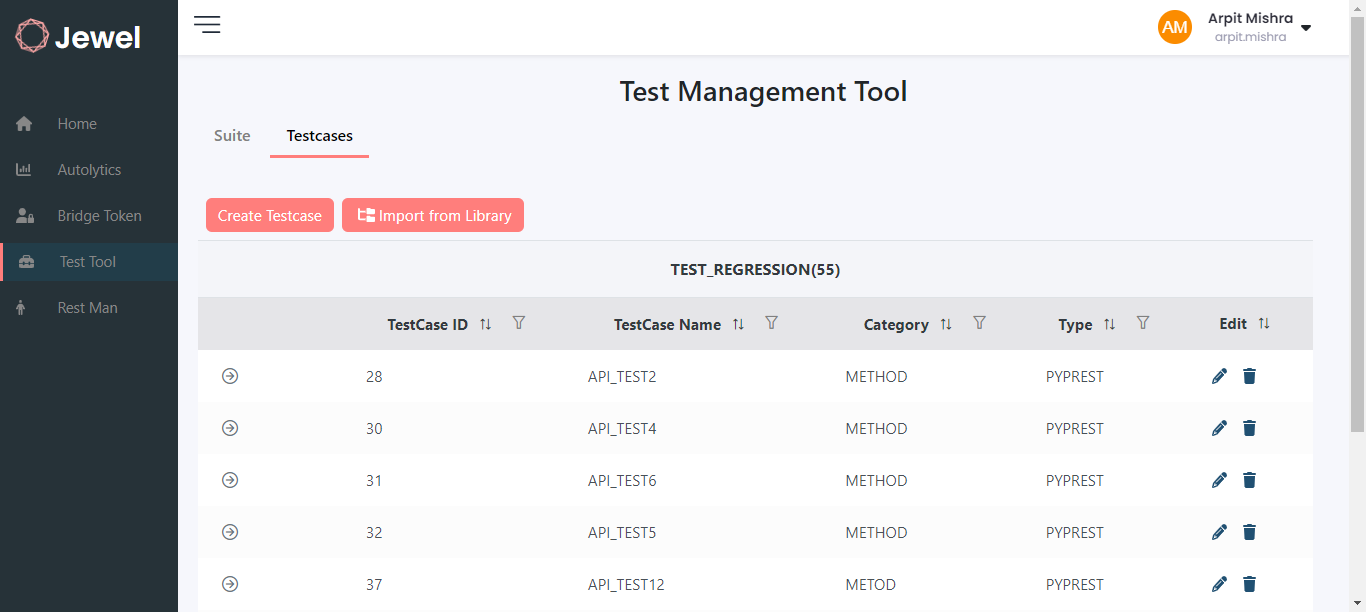 Jewel
AM Arpit Mishra
arpit.mishra
Home
Autolytics
Bridge Token
Test Tool
Rest Man
Test Management Tool
Suite Testcases
Create Testcase Import from Library
TEST_REGRESSION(55)
TestCase ID TestCase Name Category Type Edit
28 API_TEST2 METHOD PYPREST
30 API_TEST4 METHOD PYPREST
31 API_TEST6 METHOD PYPREST
32 API_TEST5 METHOD PYPREST
37 API_TEST12 METOD PYPREST